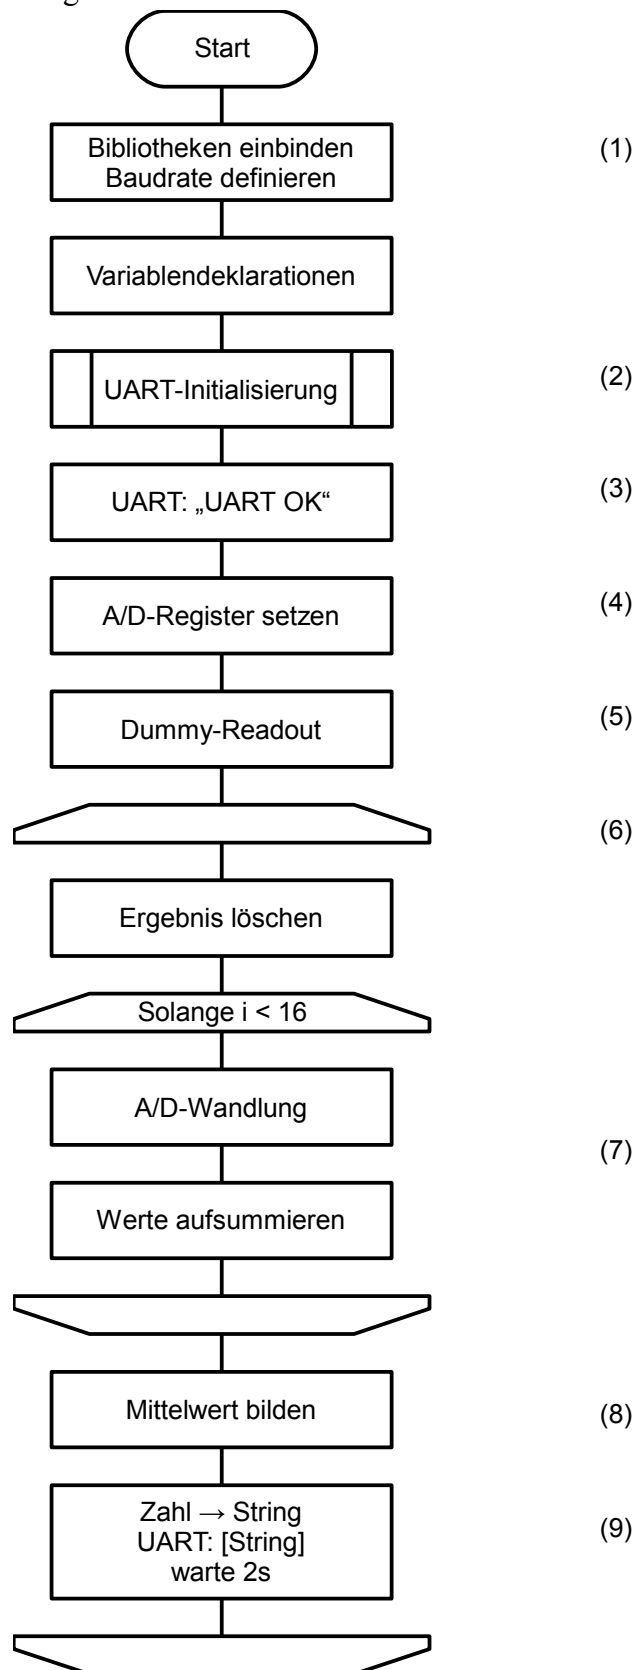 Start
Bibliotheken einbinden
Baudrate definieren
(1)
Variablendeklarationen
UART-Initialisierung
(2)
UART: „UART OK“
(3)
A/D-Register setzen
(4)
Dummy-Readout
(5)
(6)
Ergebnis löschen
Solange i < 16
A/D-Wandlung
(7)
Werte aufsummieren
Mittelwert bilden
(8)
Zahl → String
UART: [String]
warte 2s
(9)